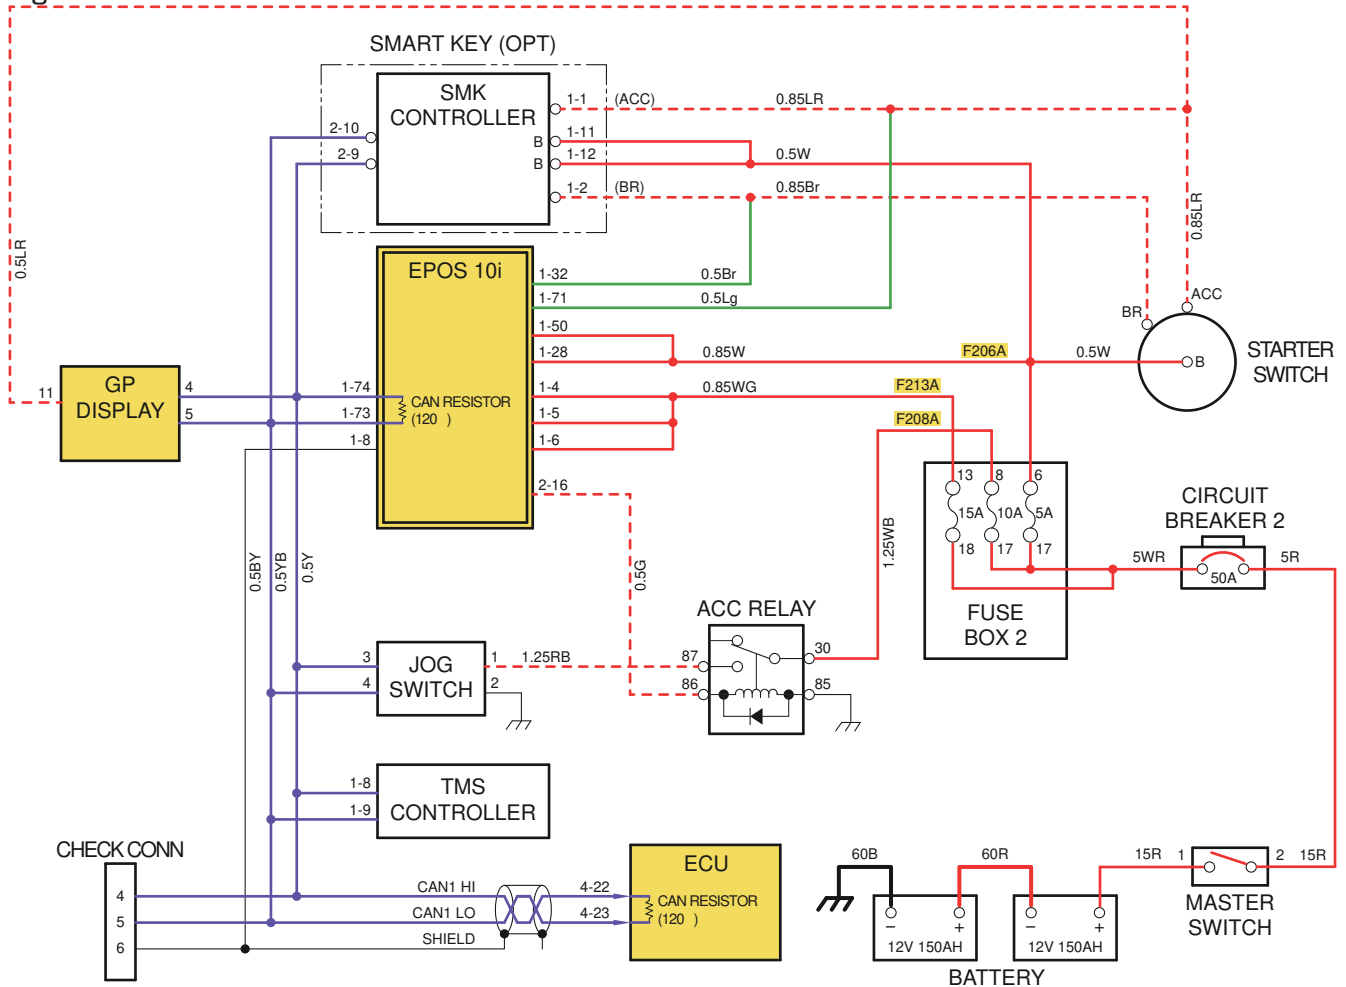 SMART KEY (OPT)
SMK
CONTROLLER
1-1 (ACC) 0.85LR
2-10
B 1-11
2-9
B 1-12 0.5W
1-2 (BR) 0.85Br
0.85LR
0.5LR
EPOS 10i
1-32 0.5Br
1-71 0.5Lg
1-50
1-28 0.85W F206A 0.5W
ACC
BR
B
STARTER
SWITCH
GP
DISPLAY
11
4
5
1-74
1-73
1-8
CAN RESISTOR
(120 )
1-4 0.85WG F213A
1-5 F208A
1-6
2-16
13 8 6
15A 10A 5A
18 17 17
FUSE
BOX 2
CIRCUIT
BREAKER 2
5WR 50A 5R
0.5BY
0.5YB
0.5Y
0.5G
1.25WB
ACC RELAY
87 30
86 85
3
4
JOG
SWITCH
1 1.25RB
2
1-8
1-9
TMS
CONTROLLER
CHECK CONN
4 CAN1 HI 4-22
5 CAN1 LO 4-23
6 SHIELD
ECU
CAN RESISTOR
(120 )
60B 60R 15R 1 2 15R
MASTER
SWITCH
− + − +
12V 150AH 12V 150AH
BATTERY